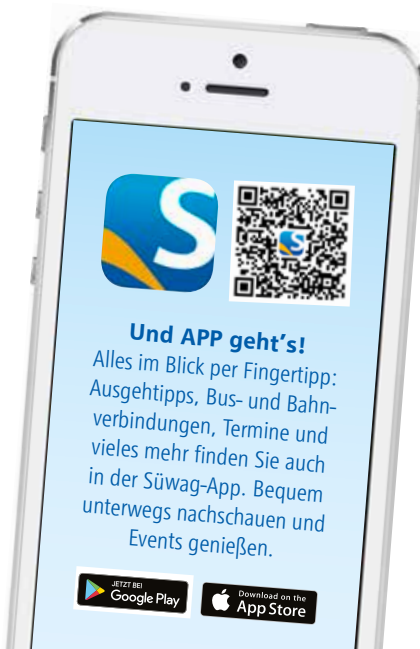 S
S
Und APP geht's!
Alles im Blick per Fingertipp:
Ausgehtipps, Bus- und Bahn-
verbindungen, Termine und
vieles mehr finden Sie auch
in der Süwag-App. Bequem
unterwegs nachschauen und
Events genießen.
JETZT BEI
Google Play
Download on the
App Store